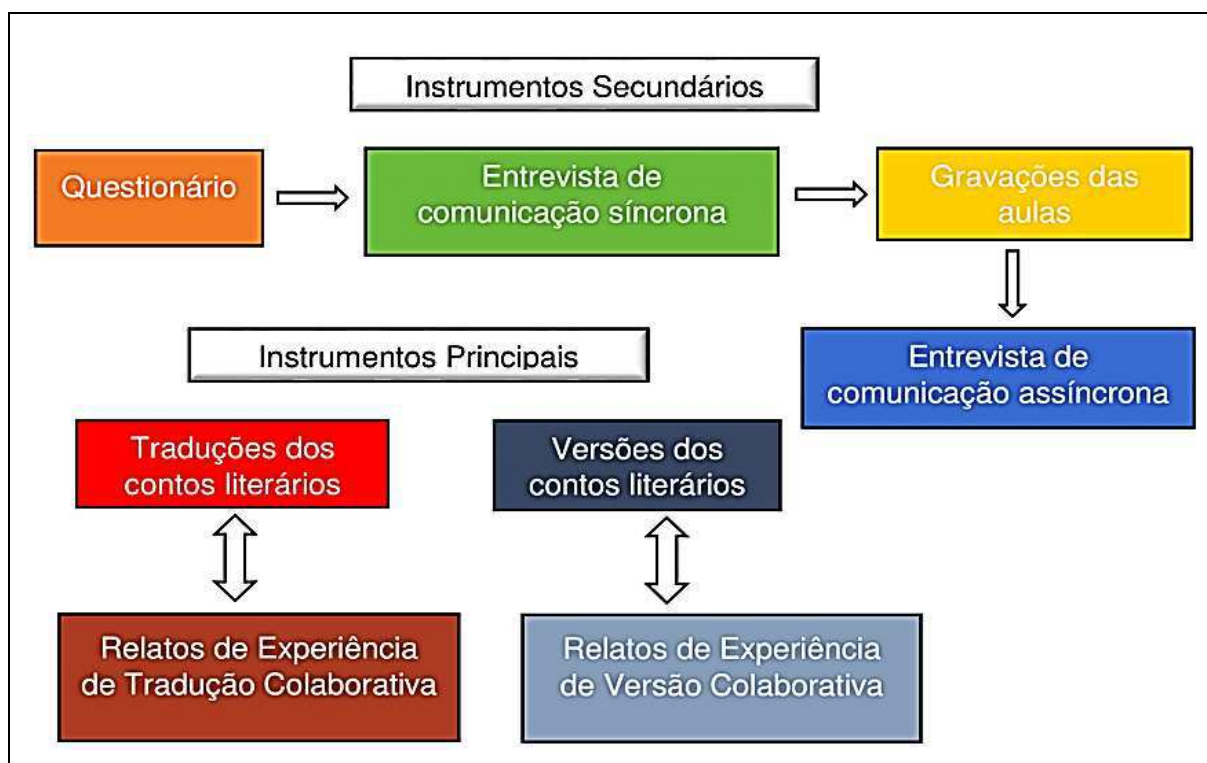 Instrumentos Secundários
Questionário
Entrevista de
comunicação síncrona
Gravações das
aulas
Entrevista de
comunicação assíncrona
Instrumentos Principais
Traduções dos
contos literários
Versões dos
contos literários
Relatos de Experiência
de Tradução Colaborativa
Relatos de Experiência
de Versão Colaborativa